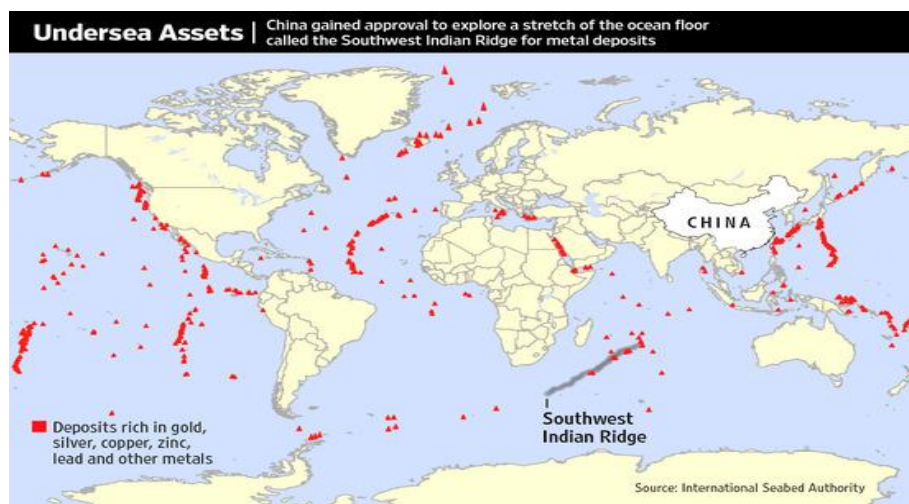 Undersea Assets
China gained approval to explore a stretch of the ocean floor
called the Southwest Indian Ridge for metal deposits
CHINA
Southwest
Indian Ridge
Deposits rich in gold,
silver, copper, zinc,
lead and other metals
Source: International Seabed Authority